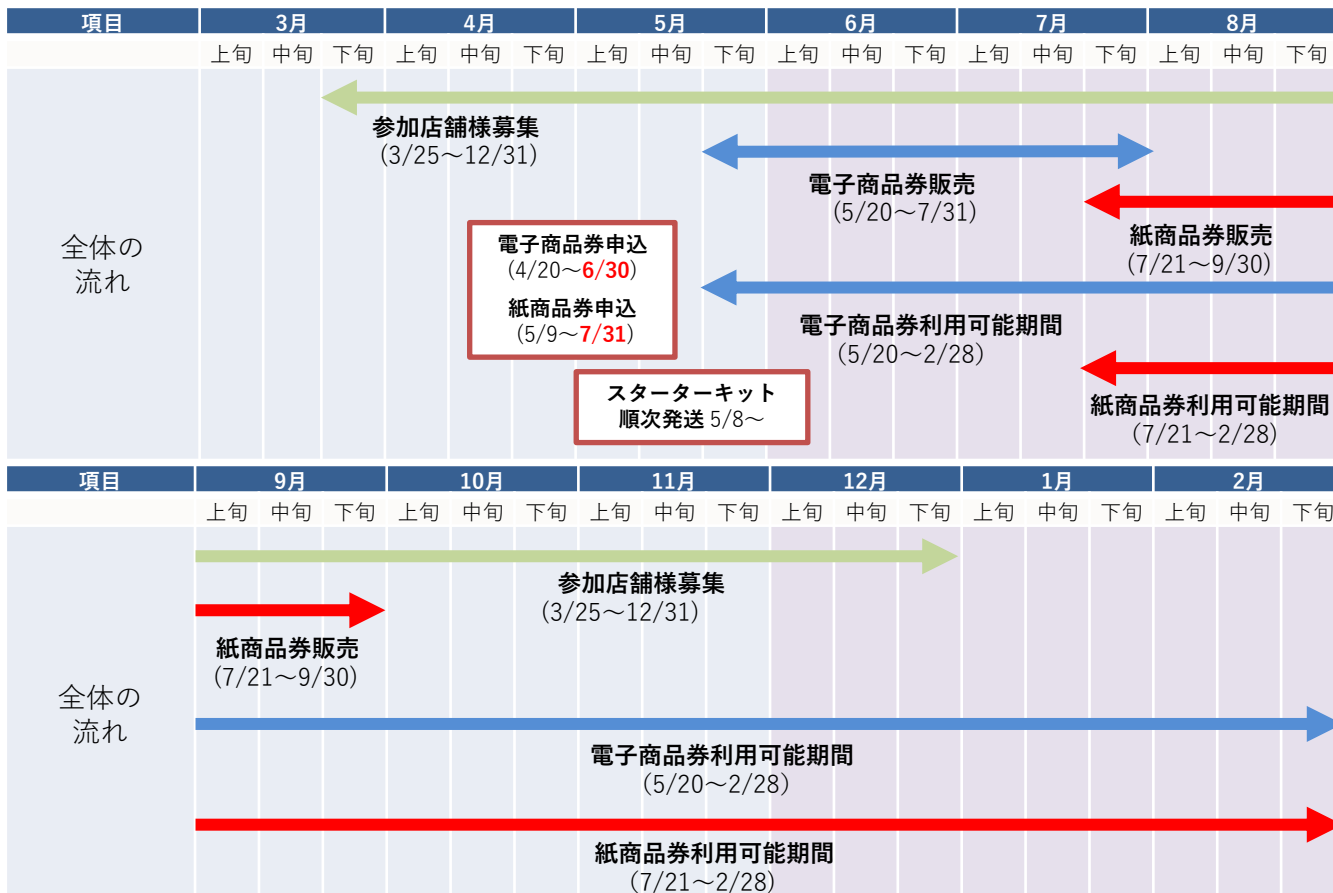 項目 3月 4月 5月 6月 7月 8月
上旬 中旬 下旬 上旬 中旬 下旬 上旬 中旬 下旬 上旬 中旬 下旬 上旬 中旬 下旬 上旬 中旬 下旬
全体の
流れ
参加店舗様募集
(3/25～12/31)
電子商品券販売
(5/20～7/31)
紙商品券販売
(7/21～9/30)
電子商品券申込
(4/20～6/30)
紙商品券申込
(5/9～7/31)
電子商品券利用可能期間
(5/20～2/28)
スターターキット
順次発送 5/8～
紙商品券利用可能期間
(7/21～2/28)
項目 9月 10月 11月 12月 1月 2月
上旬 中旬 下旬 上旬 中旬 下旬 上旬 中旬 下旬 上旬 中旬 下旬 上旬 中旬 下旬 上旬 中旬 下旬
全体の
流れ
参加店舗様募集
(3/25～12/31)
紙商品券販売
(7/21～9/30)
電子商品券利用可能期間
(5/20～2/28)
紙商品券利用可能期間
(7/21～2/28)